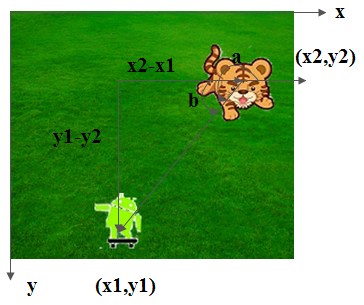 x
(x2,y2)
x2-x1
a
b
y1-y2
y
(x1,y1)